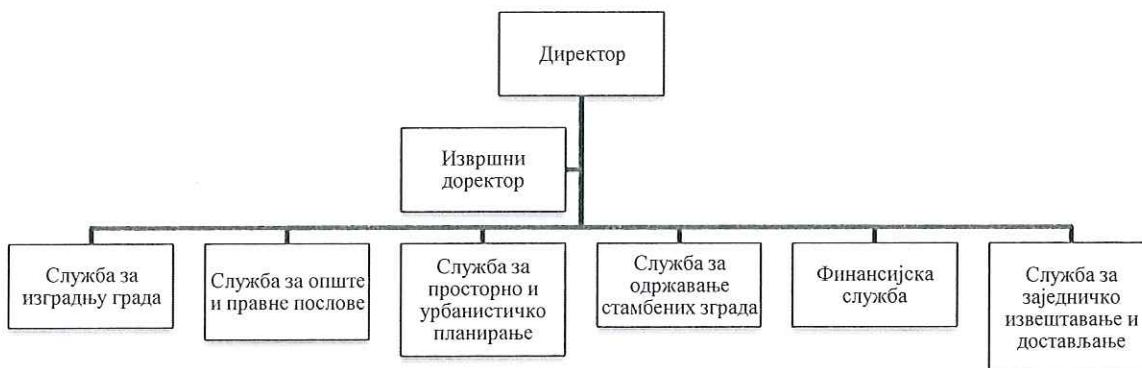 Директор
Извршни
доректор
Служба за
изградњу града
Служба за опште
и правне послове
Служба за
просторно и
урбанистичко
планирање
Служба за
одржавање
стамбених зграда
Финансијска
служба
Служба за
заједничко
извештавање и
достављање